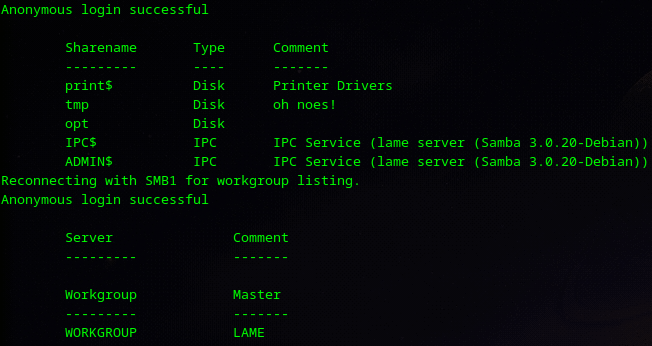 Anonymous login successful
Sharename Type Comment
--------- ---- -------
print$ Disk Printer Drivers
tmp Disk oh noes!
opt Disk
IPC$ IPC IPC Service (lame server (Samba 3.0.20-Debian))
ADMIN$ IPC IPC Service (lame server (Samba 3.0.20-Debian))
Reconnecting with SMB1 for workgroup listing.
Anonymous login successful
Server Comment
--------- -------
Workgroup Master
--------- -------
WORKGROUP LAME